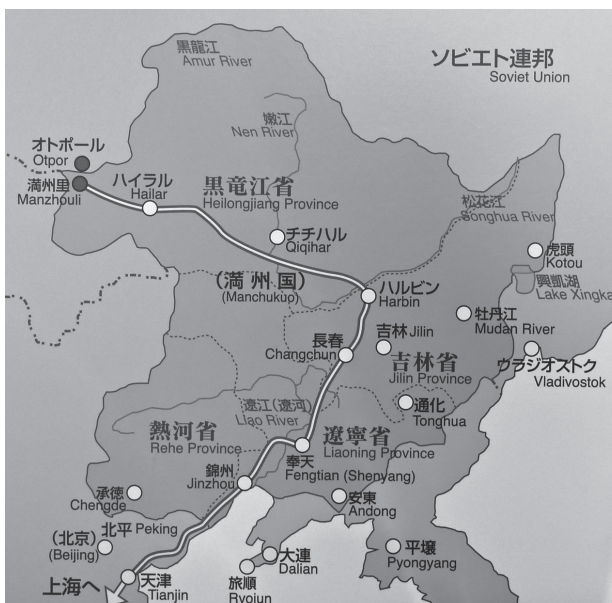 黒龍江
Amur River
ソビエト連邦
Soviet Union
嫩江
Nen River
オトポール
Otpor
満州里
Manzhouli
ハイラル
Hailar
黒竜江省
Heilongjiang Province
松花江
Songhua River
チチハル
Qiqihar
虎頭
Kotou
興凱湖
Lake Xingka
(満州国)
(Manchukuo)
ハルビン
Harbin
牡丹江
Mudan River
長春
Changchun
吉林 Jilin
吉林省
Jilin Province
ウラジオストク
Vladivostok
遼江(遼河)
Liao River
通化
Tonghua
熱河省
Rehe Province
遼寧省
Liaoning Province
奉天
Fengtian (Shenyang)
錦州
Jinzhou
承徳
Chengde
安東
Andong
北平 Peking
(北京)
(Beijing)
大連
Dalian
平壌
Pyongyang
上海へ
天津
Tianjin
旅順
Ryojun